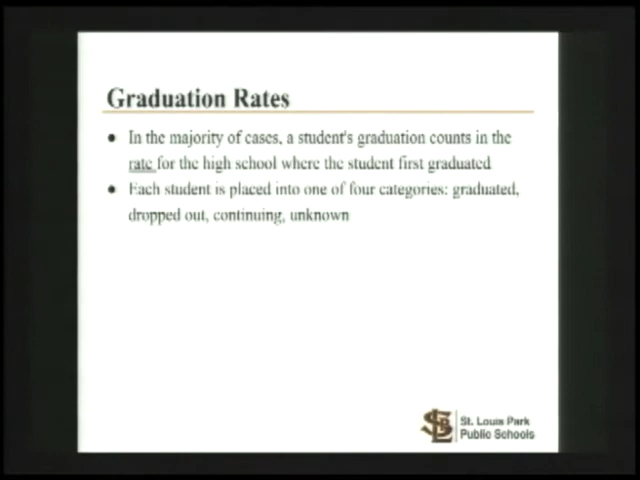 Graduation Rates
● In the majority of cases, a student's graduation counts in the
rate for the high school where the student first graduated
● Each student is placed into one of four categories: graduated,
dropped out, continuing, unknown
St. Louis Park
Public Schools